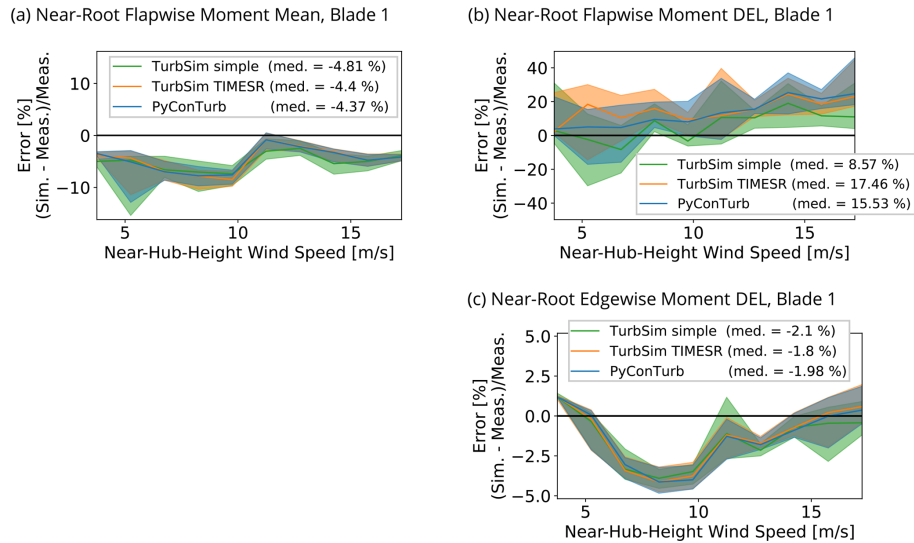 (a) Near-Root Flapwise Moment Mean, Blade 1
TurbSim simple (med. = -4.81 %)
TurbSim TIMESR (med. = -4.4 %)
PyConTurb (med. = -4.37 %)
Error [%]
(Sim. - Meas.)/Meas.
10
0
−10
5
10
15
Near-Hub-Height Wind Speed [m/s]
(b) Near-Root Flapwise Moment DEL, Blade 1
Error [%]
(Sim. - Meas.)/Meas.
40
20
0
−20
−40
TurbSim simple (med. = 8.57 %)
TurbSim TIMESR (med. = 17.46 %)
PyConTurb (med. = 15.53 %)
5
10
15
Near-Hub-Height Wind Speed [m/s]
(c) Near-Root Edgewise Moment DEL, Blade 1
TurbSim simple (med. = -2.1 %)
TurbSim TIMESR (med. = -1.8 %)
PyConTurb (med. = -1.98 %)
Error [%]
(Sim. - Meas.)/Meas.
5.0
2.5
0.0
−2.5
−5.0
5
10
15
Near-Hub-Height Wind Speed [m/s]